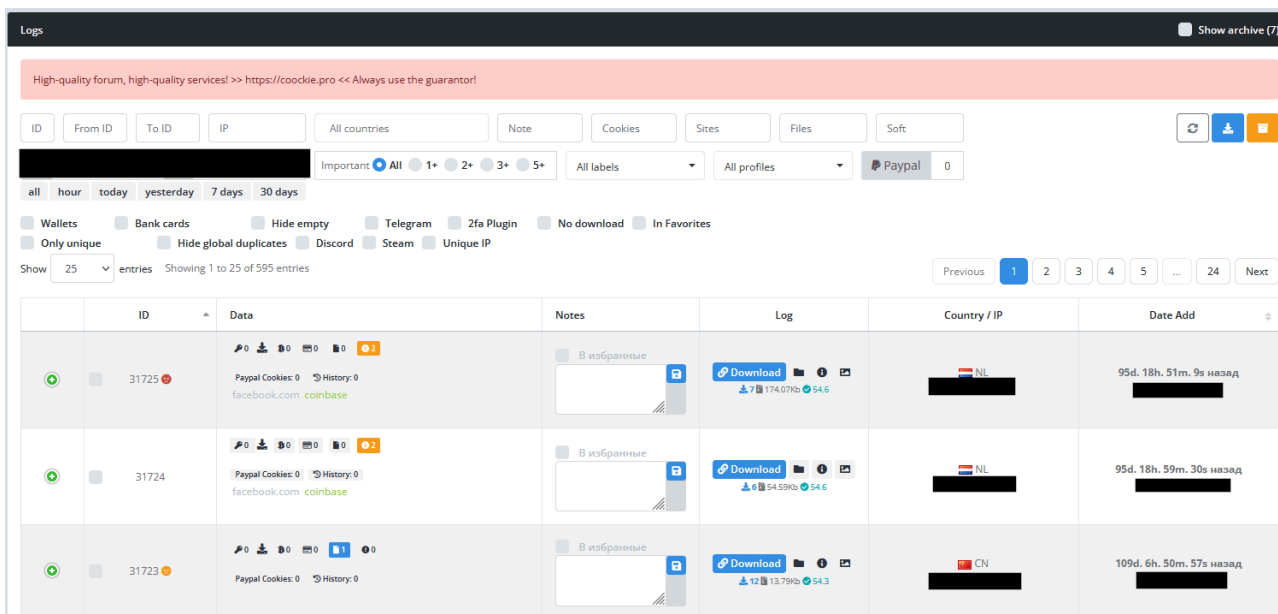 Logs Show archive (7)
High-quality forum, high-quality services! >> https://coockie.pro << Always use the guarantor!
ID From ID To ID IP All countries Note Cookies Sites Files Soft
Important All 1+ 2+ 3+ 5+ All labels All profiles Paypal 0
all hour today yesterday 7 days 30 days
Wallets Bank cards Hide empty Telegram 2fa Plugin No download In Favorites
Only unique Hide global duplicates Discord Steam Unique IP
Show 25 entries Showing 1 to 25 of 595 entries Previous 1 2 3 4 5 ... 24 Next
ID Data Notes Log Country / IP Date Add
0 0 0 0 2 В избранные
31725 Paypal Cookies: 0 History: 0 Download NL 95d. 18h. 51m. 9s назад
facebook.com coinbase 7 174.07Kb 54.6
0 0 0 0 2 В избранные
31724 Paypal Cookies: 0 History: 0 Download NL 95d. 18h. 59m. 30s назад
facebook.com coinbase 6 54.59Kb 54.6
0 0 0 1 0 В избранные
31723 Paypal Cookies: 0 History: 0 Download CN 109d. 6h. 50m. 57s назад
12 13.79Kb 54.3